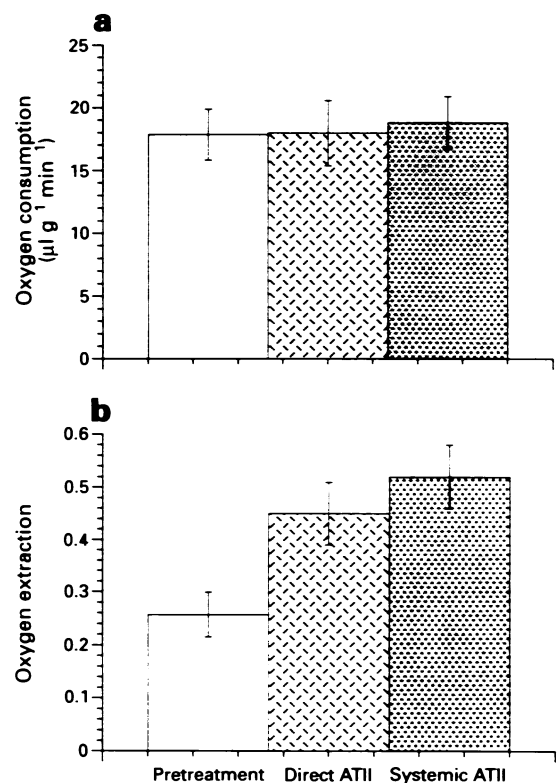 a
25
20
15
10
5
0
Oxygen consumption
(µl g⁻¹ min⁻¹)
b
0.6
0.5
0.4
0.3
0.2
0.1
0
Oxygen extraction
Pretreatment Direct ATII Systemic ATII